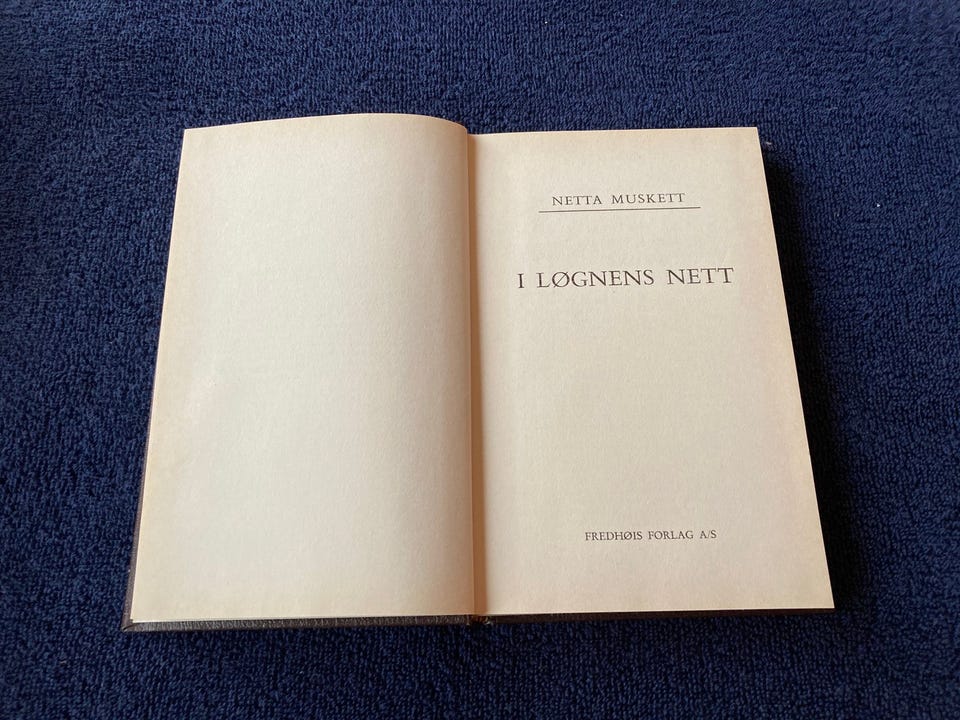 NETTA MUSKETT
I LØGNENS NETT
FREDHØIS FORLAG A/S